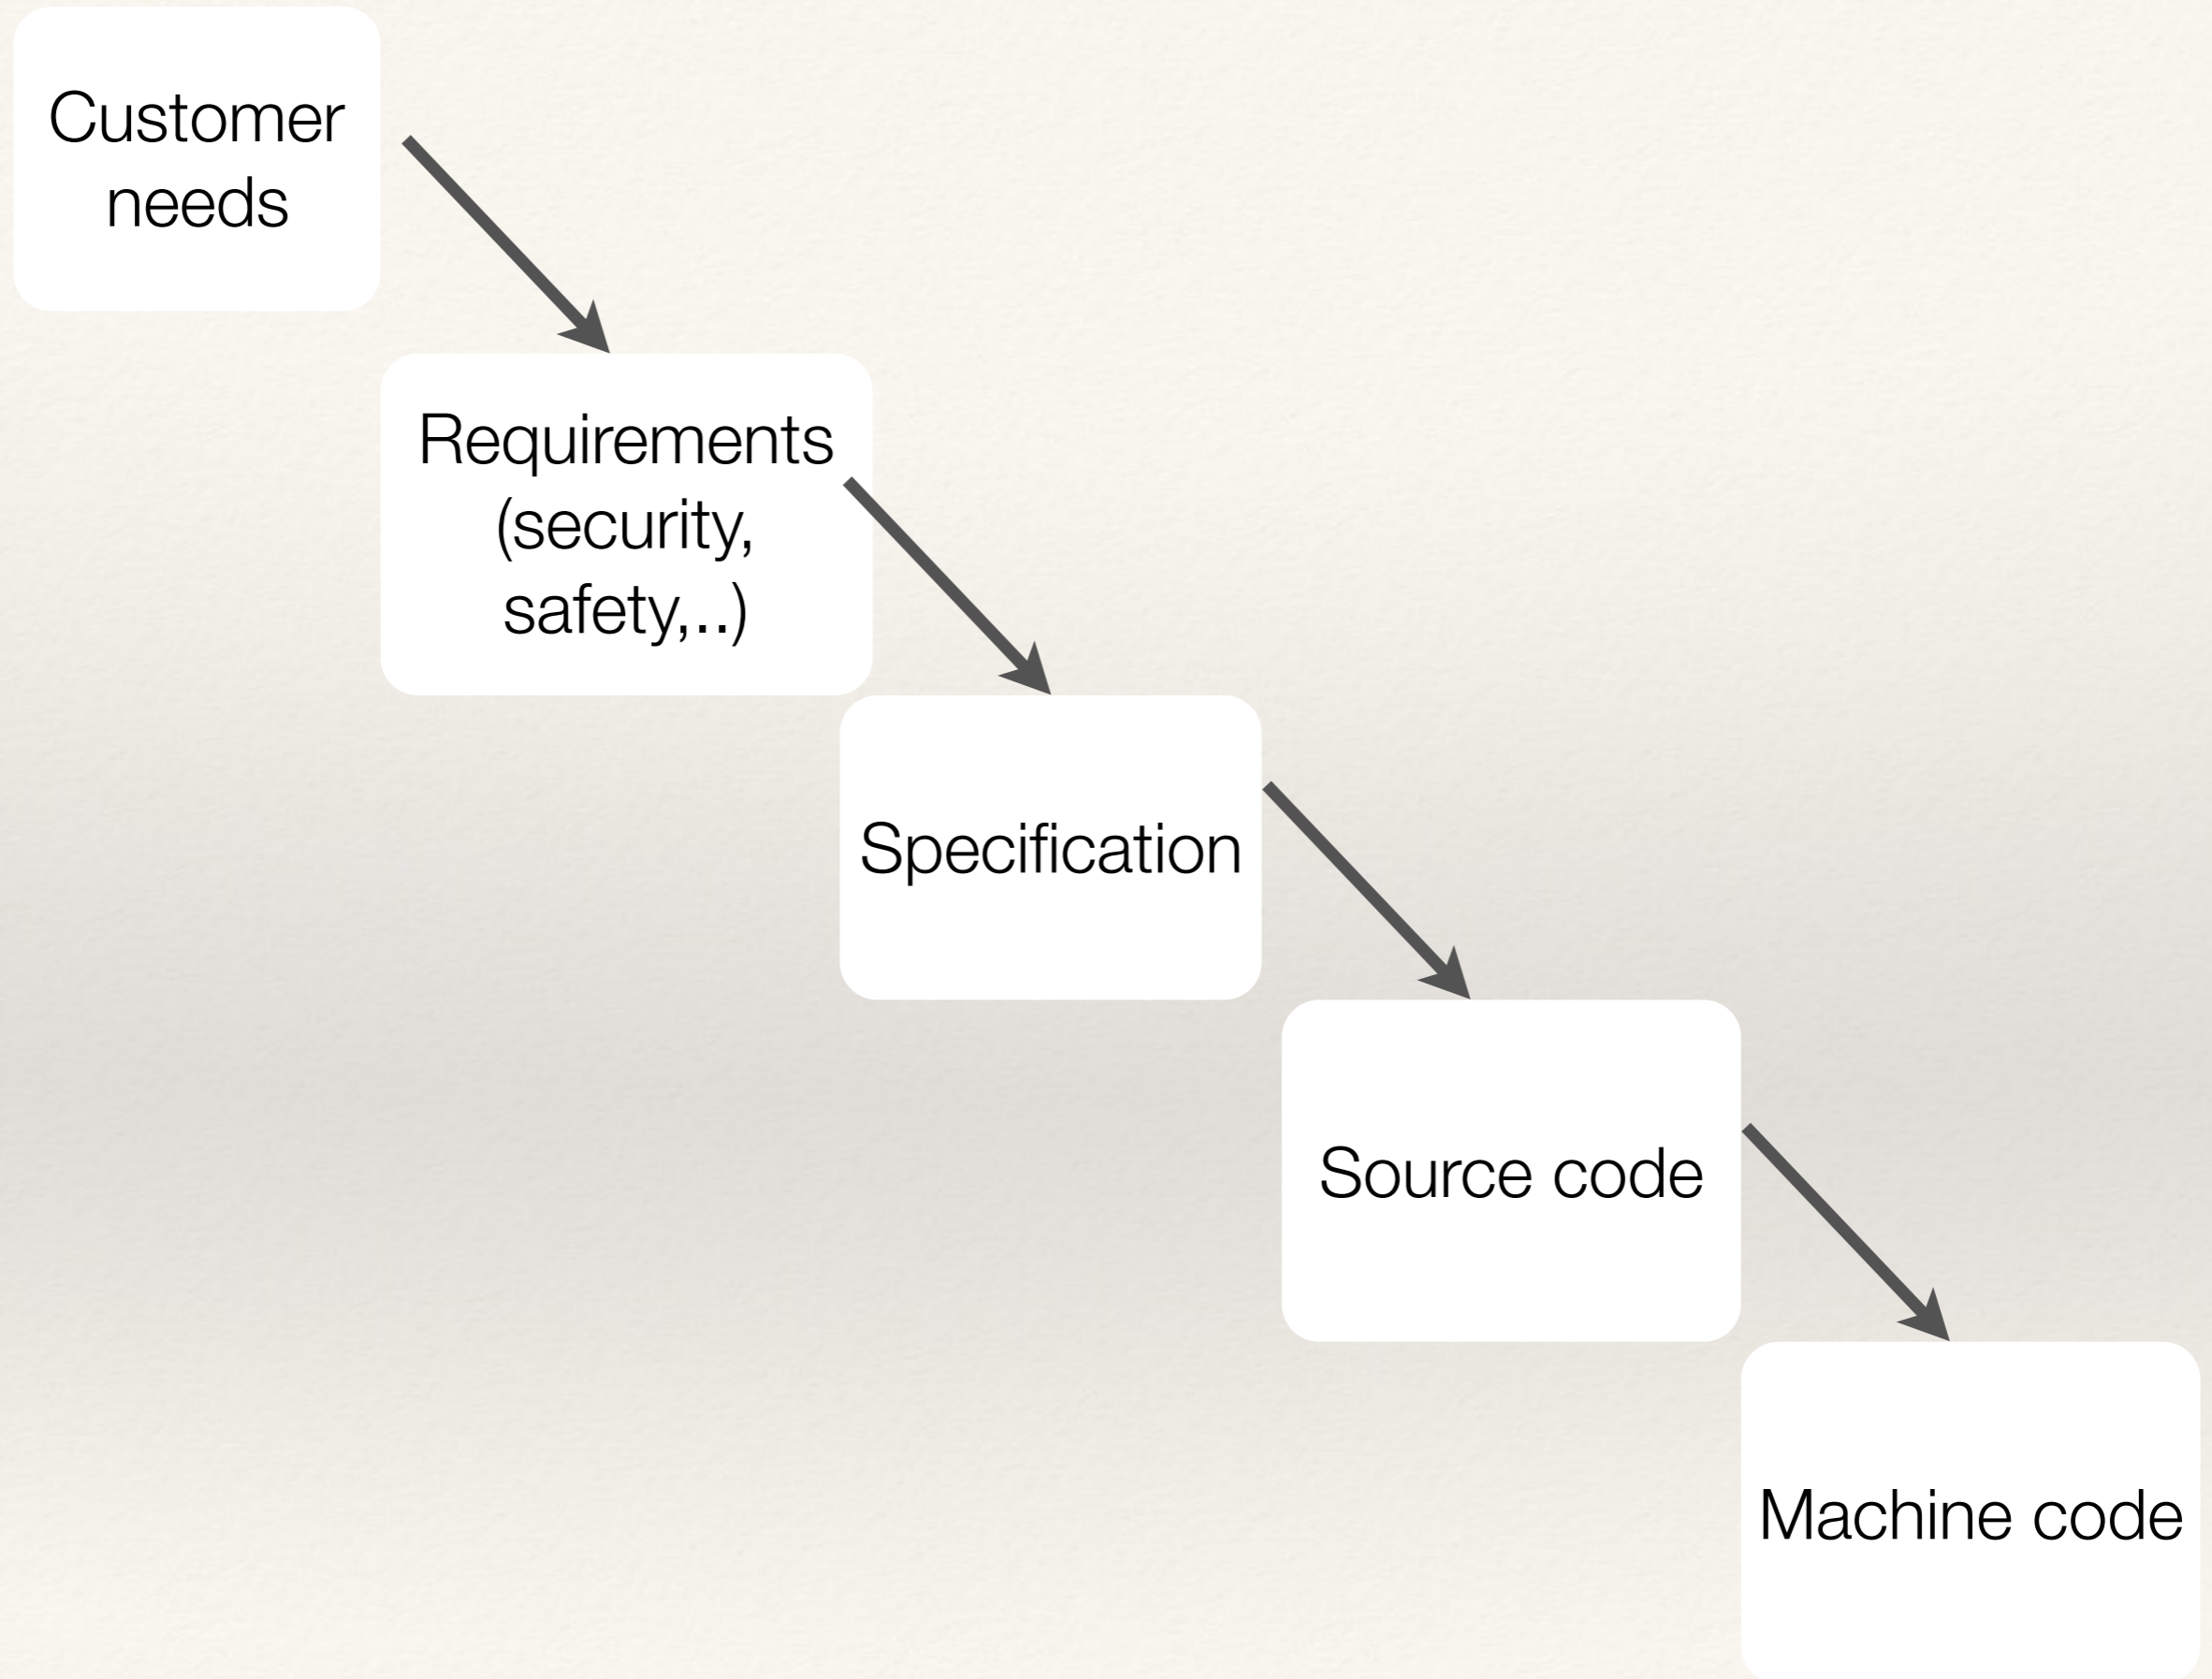 Customer
needs
Requirements
(security,
safety,..)
Specification
Source code
Machine code